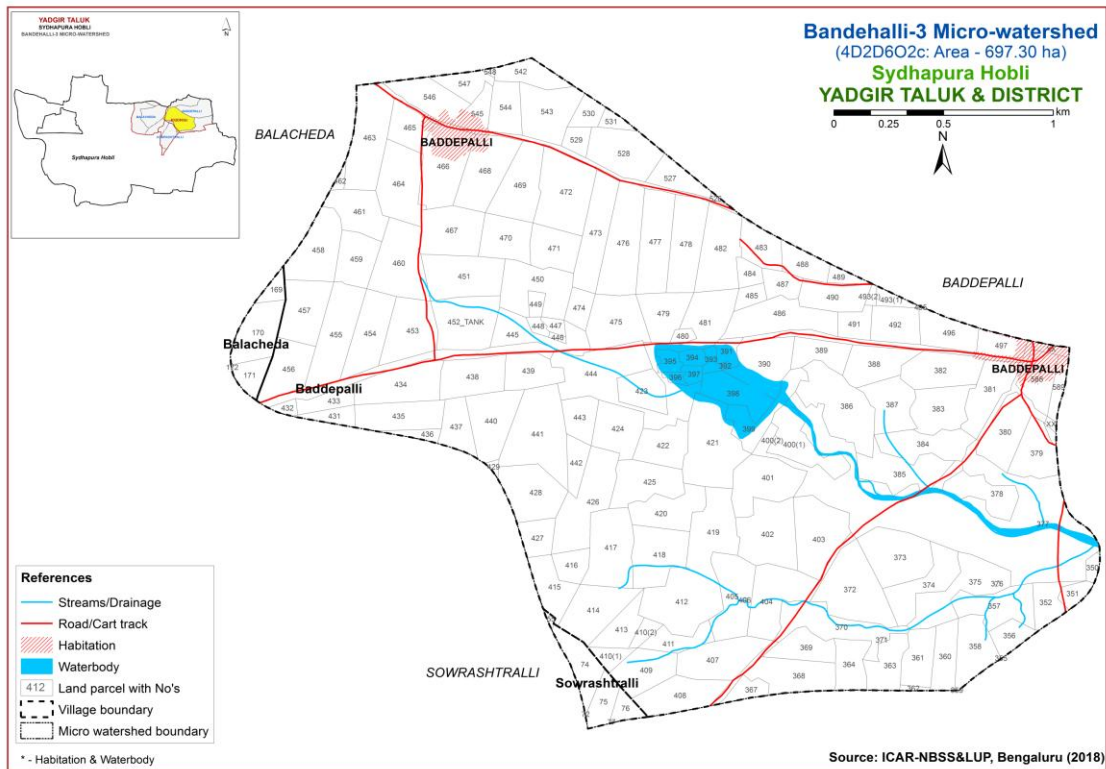 YADGIR TALUK
SYDHAPURA HOBLI
BANDEHALLI-3 MICRO-WATERSHED
N
Sydhapura Hobli
Bandehalli-3 Micro-watershed
(4D2D6O2c: Area - 697.30 ha)
Sydhapura Hobli
YADGIR TALUK & DISTRICT
0 0.25 0.5 1 km
N
548 542
547
546 545 544 543 530 531
BALACHEDA
463 465 BADDEPALLI 529 528
466 468
462 464 469 472 527
461
467 470 471 473 476 477 478 482 483
458 459 460 488 489
BADDEPALLI
169 451 450 484 487 493(2) 493(1)
457 449 474 485 490
170 452_TANK 448 447 475 479 481 486 491 492 496
455 454 453 445 448 480 497
Balacheda
172 171 456 395 394 393 391 389 388 382 BADDEPALLI
439 444 396 397 392 390 381 589
Baddepalli 434 438 423 398
432 433 431 435 440 443 424 399 386 387 383 380
436 437 441 422 421 400(2) 400(1) 384 379
429 442 385
428 426 425 401 378
420 377
427 417 419 402 403 373
416 418 350
415 372 374 375 376 351
414 412 405 406 404 357 352
413 410(2) 411 370 371 356
74 410(1) 409 407 369 364 363 361 360 358
SOWRASHTRALLI
Sowrashtralli 368
75 76 408 367 362
References
Streams/Drainage
Road/Cart track
Habitation
Waterbody
412 Land parcel with No's
Village boundary
Micro watershed boundary
* - Habitation & Waterbody
Source: ICAR-NBSS&LUP, Bengaluru (2018)